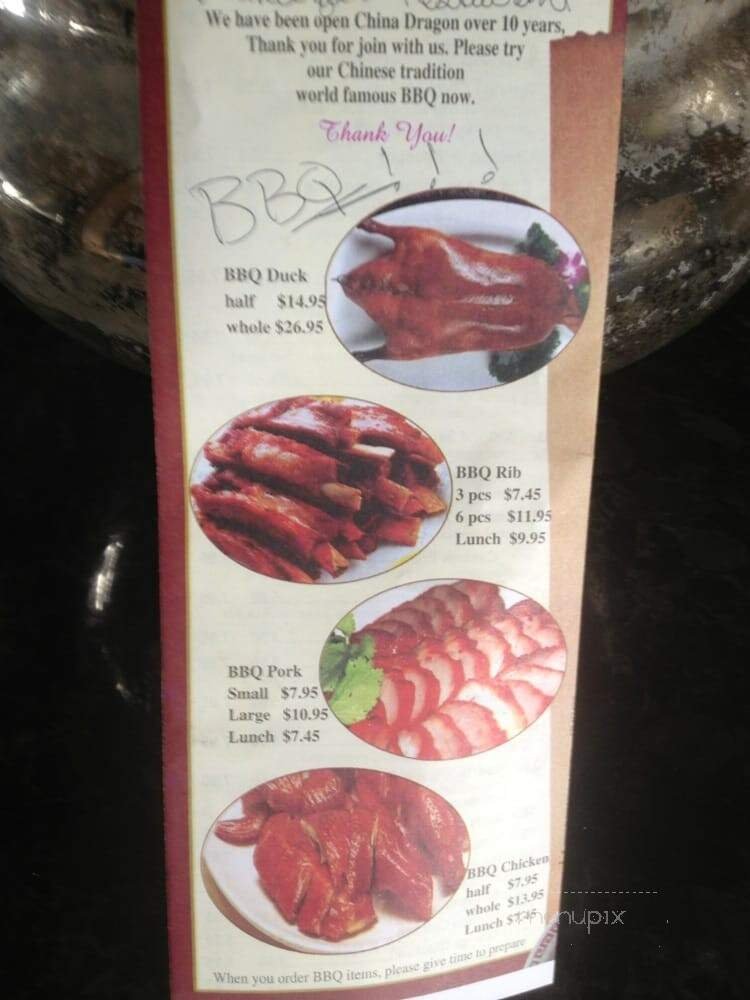 We have been open China Dragon over 10 years,
Thank you for join with us. Please try
our Chinese tradition
world famous BBQ now.
Thank You!
BBQ!!!
BBQ Duck
half $14.95
whole $26.95
BBQ Rib
3 pcs $7.45
6 pcs $11.95
Lunch $9.95
BBQ Pork
Small $7.95
Large $10.95
Lunch $7.45
BBQ Chicken
half $7.95
whole $13.95
Lunch $7.45
menupix
When you order BBQ items, please give time to prepare